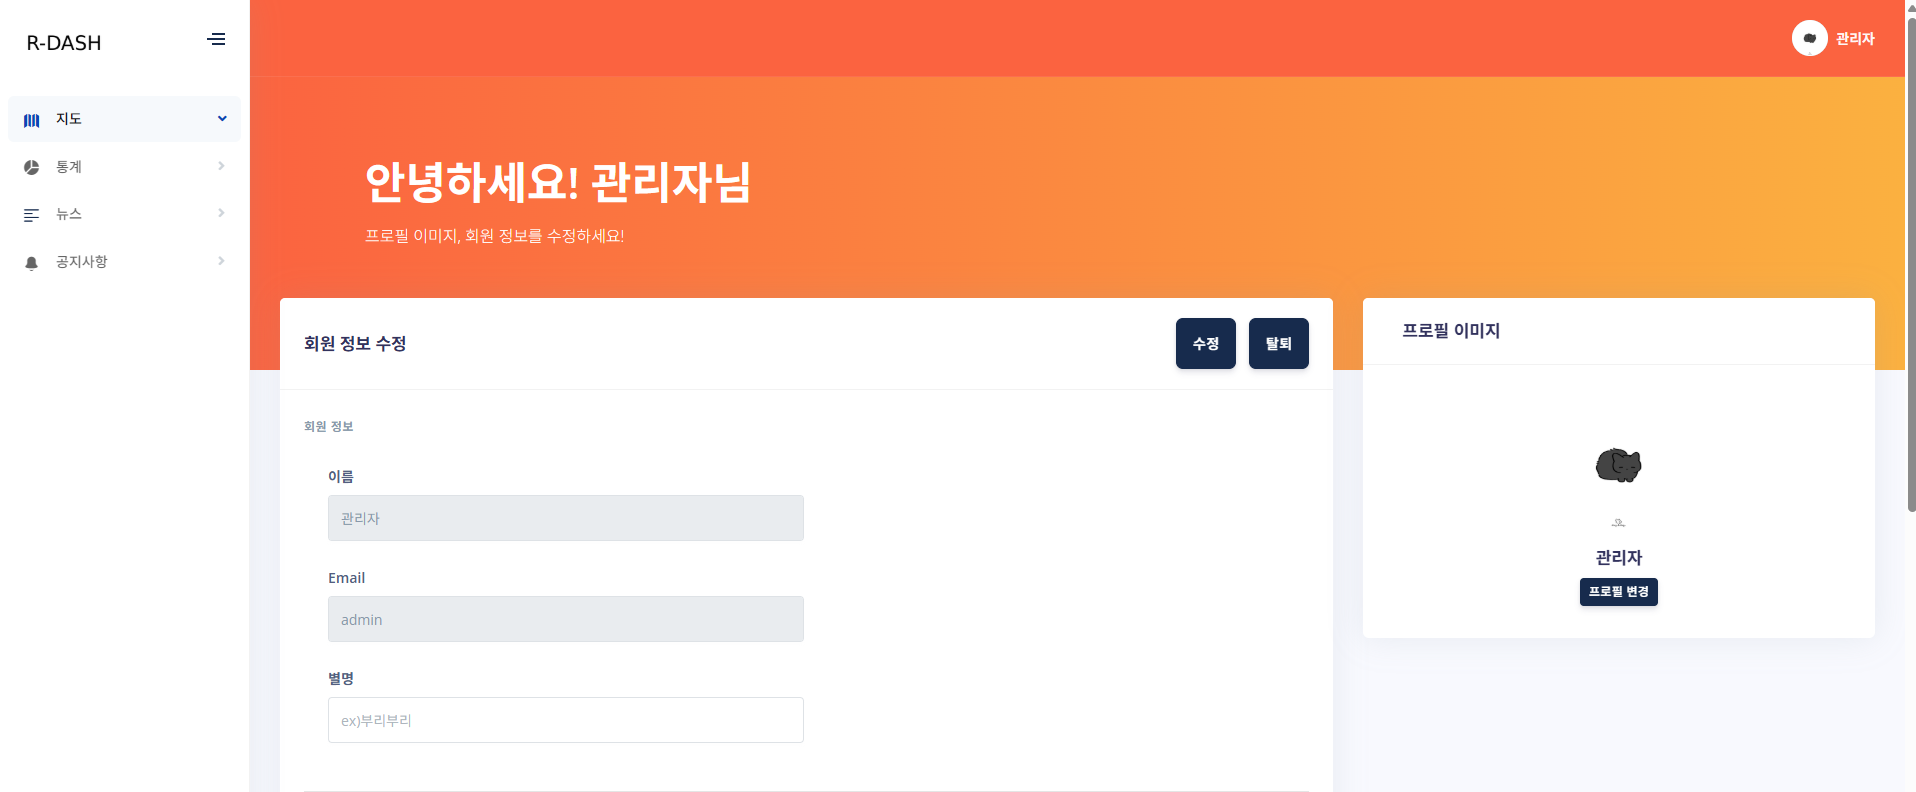 R-DASH
관리자
지도
통계
뉴스
공지사항
안녕하세요! 관리자님
프로필 이미지, 회원 정보를 수정하세요!
회원 정보 수정
수정
탈퇴
프로필 이미지
회원 정보
이름
관리자
Email
admin
별명
ex)부리부리
관리자
프로필 변경